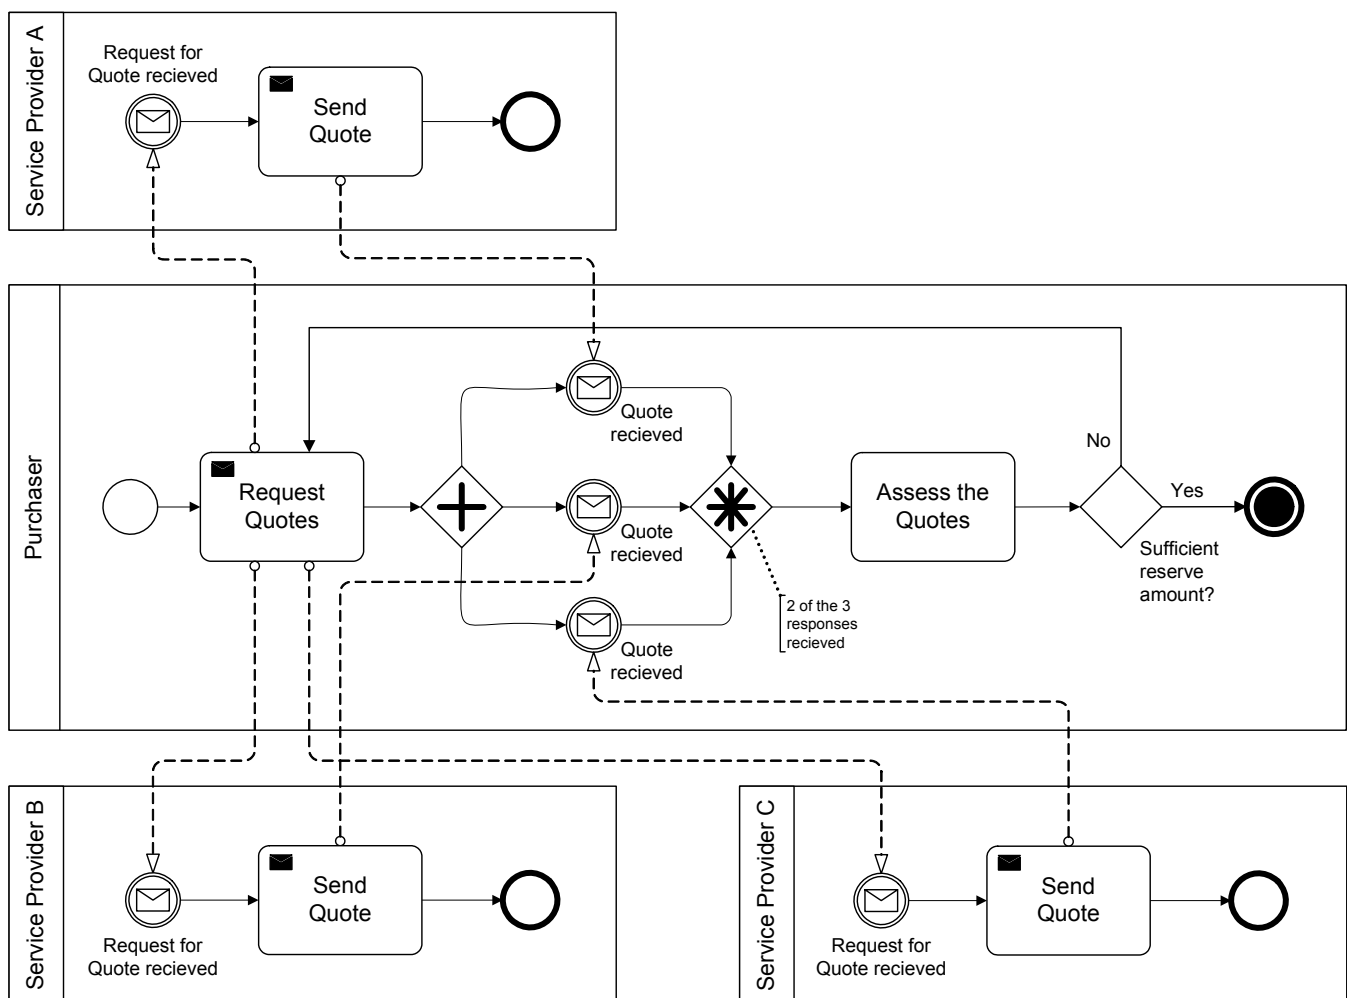 Service Provider A
Request for
Quote recieved
Send
Quote
Purchaser
Request
Quotes
Quote
recieved
Quote
recieved
Quote
recieved
2 of the 3
responses
recieved
Assess the
Quotes
No
Yes
Sufficient
reserve
amount?
Service Provider B
Request for
Quote recieved
Send
Quote
Service Provider C
Request for
Quote recieved
Send
Quote